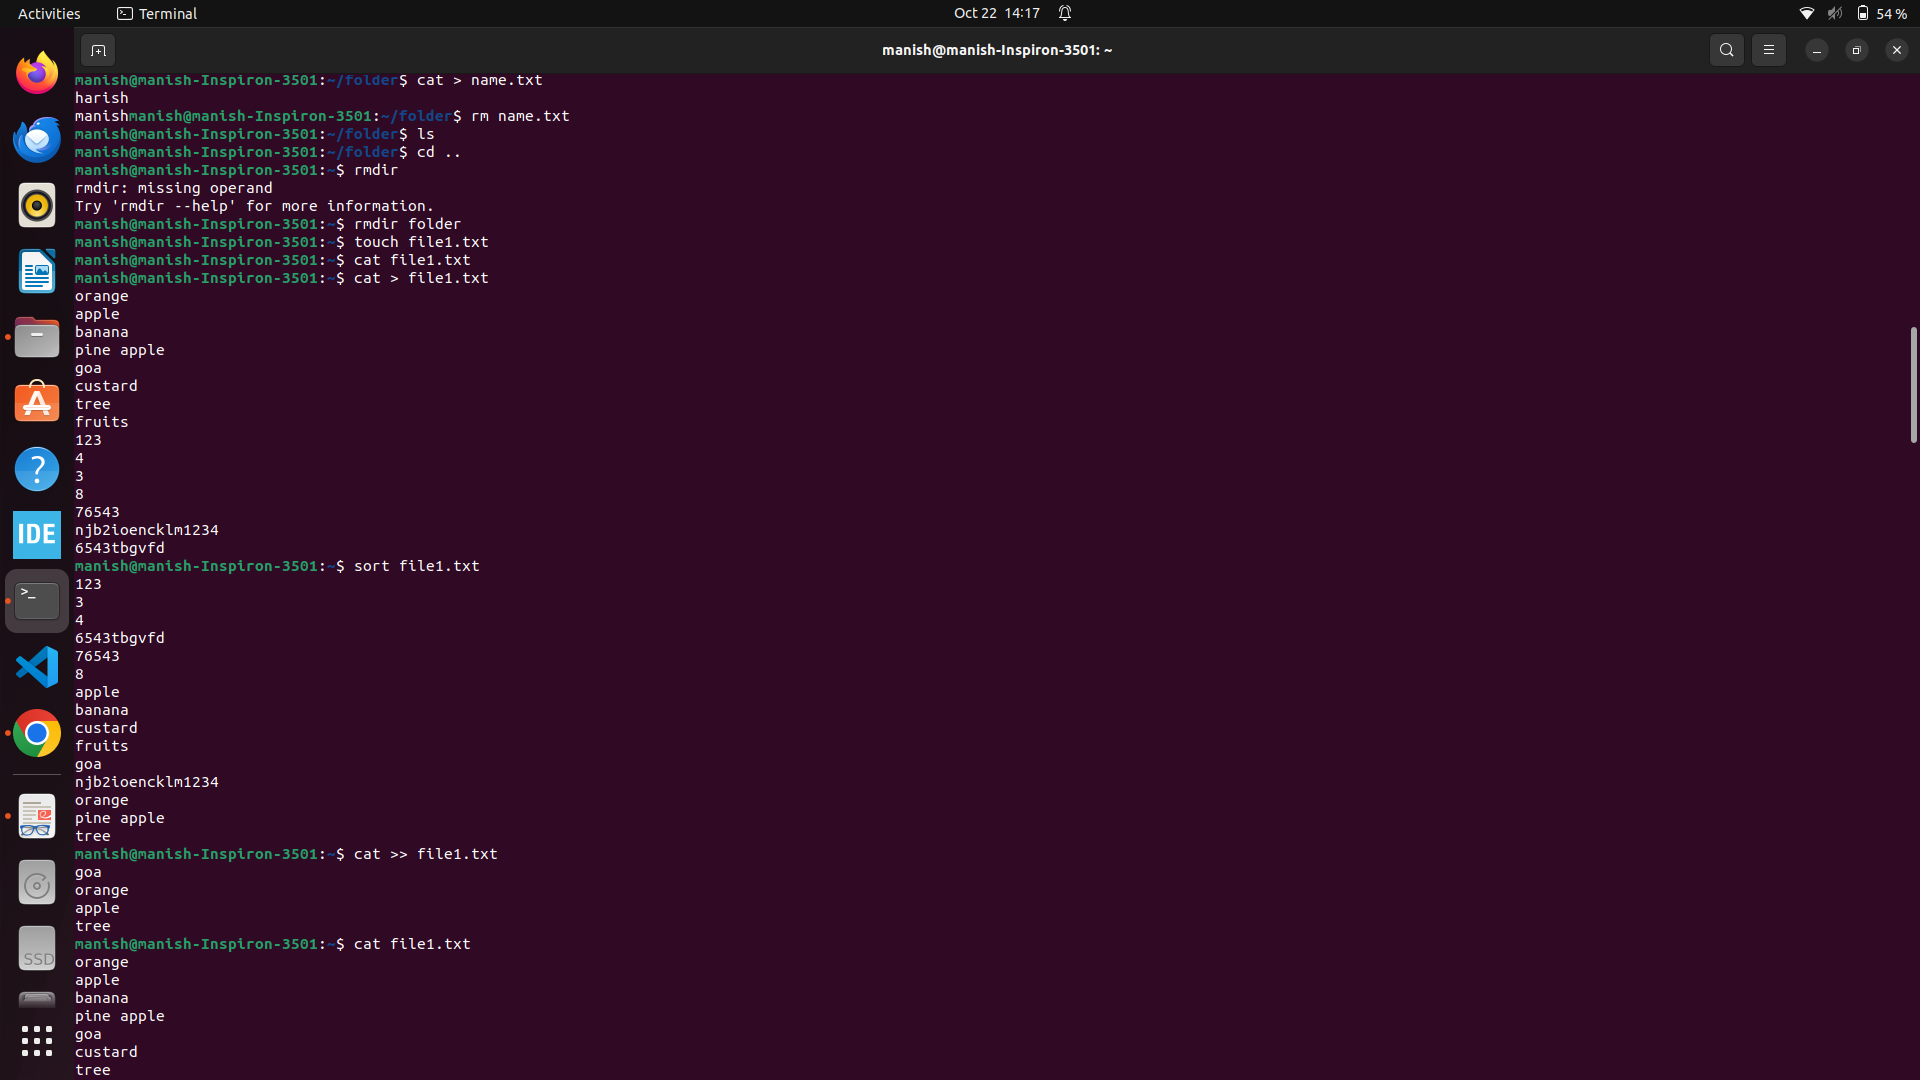 Activities
Terminal
Oct 22 14:17
54 %
manish@manish-Inspiron-3501: ~
manish@manish-Inspiron-3501:~/folder$ cat > name.txt
harish
manishmanish@manish-Inspiron-3501:~/folder$ rm name.txt
manish@manish-Inspiron-3501:~/folder$ ls
manish@manish-Inspiron-3501:~/folder$ cd ..
manish@manish-Inspiron-3501:~$ rmdir
rmdir: missing operand
Try 'rmdir --help' for more information.
manish@manish-Inspiron-3501:~$ rmdir folder
manish@manish-Inspiron-3501:~$ touch file1.txt
manish@manish-Inspiron-3501:~$ cat file1.txt
manish@manish-Inspiron-3501:~$ cat > file1.txt
orange
apple
banana
pine apple
goa
custard
tree
fruits
123
4
3
8
76543
njb2ioencklm1234
6543tbgvfd
manish@manish-Inspiron-3501:~$ sort file1.txt
123
3
4
6543tbgvfd
76543
8
apple
banana
custard
fruits
goa
njb2ioencklm1234
orange
pine apple
tree
manish@manish-Inspiron-3501:~$ cat >> file1.txt
goa
orange
apple
tree
manish@manish-Inspiron-3501:~$ cat file1.txt
orange
apple
banana
pine apple
goa
custard
tree
IDE
SSD